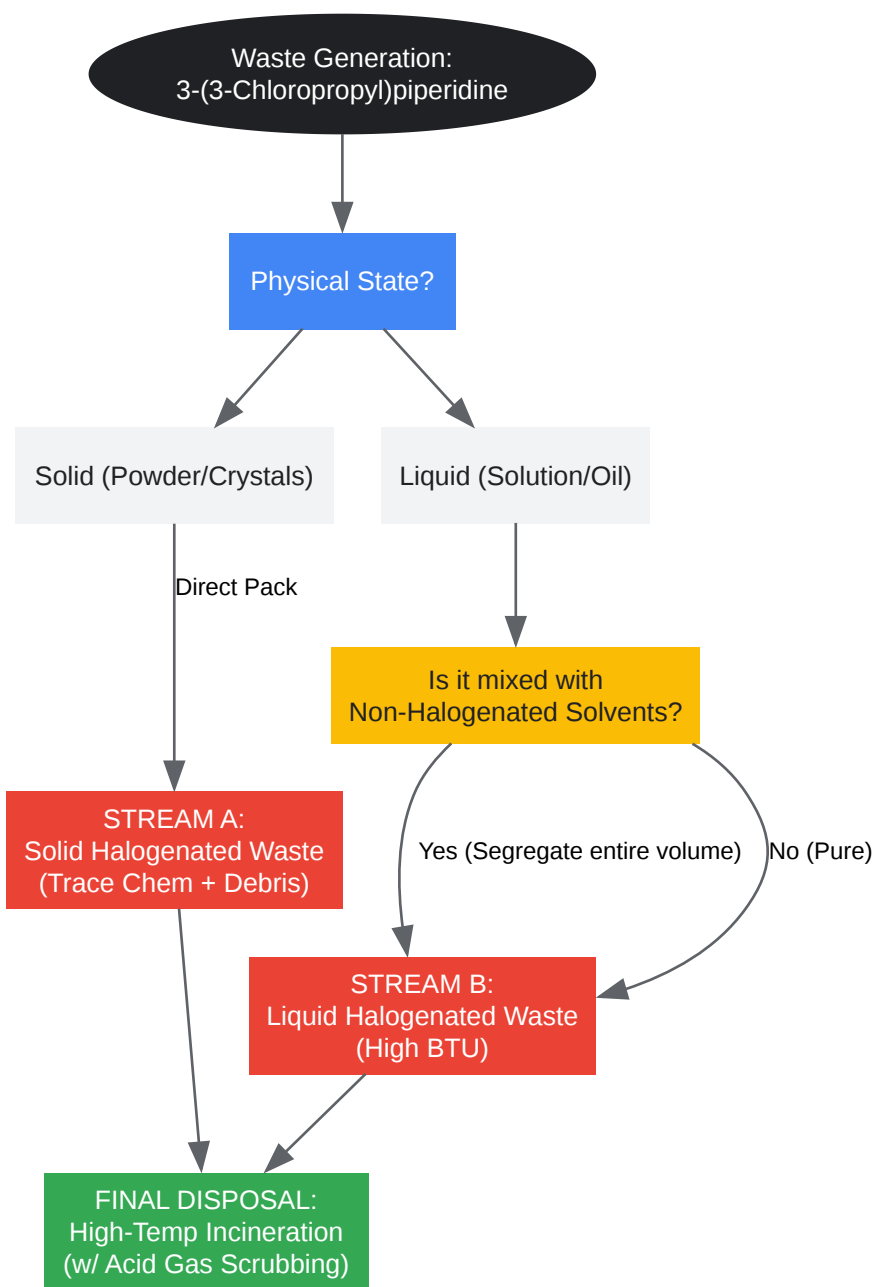 Waste Generation:
3-(3-Chloropropyl)piperidine
Physical State?
Solid (Powder/Crystals)
Liquid (Solution/Oil)
Direct Pack
Is it mixed with
Non-Halogenated Solvents?
STREAM A:
Solid Halogenated Waste
(Trace Chem + Debris)
Yes (Segregate entire volume)
No (Pure)
STREAM B:
Liquid Halogenated Waste
(High BTU)
FINAL DISPOSAL:
High-Temp Incineration
(w/ Acid Gas Scrubbing)